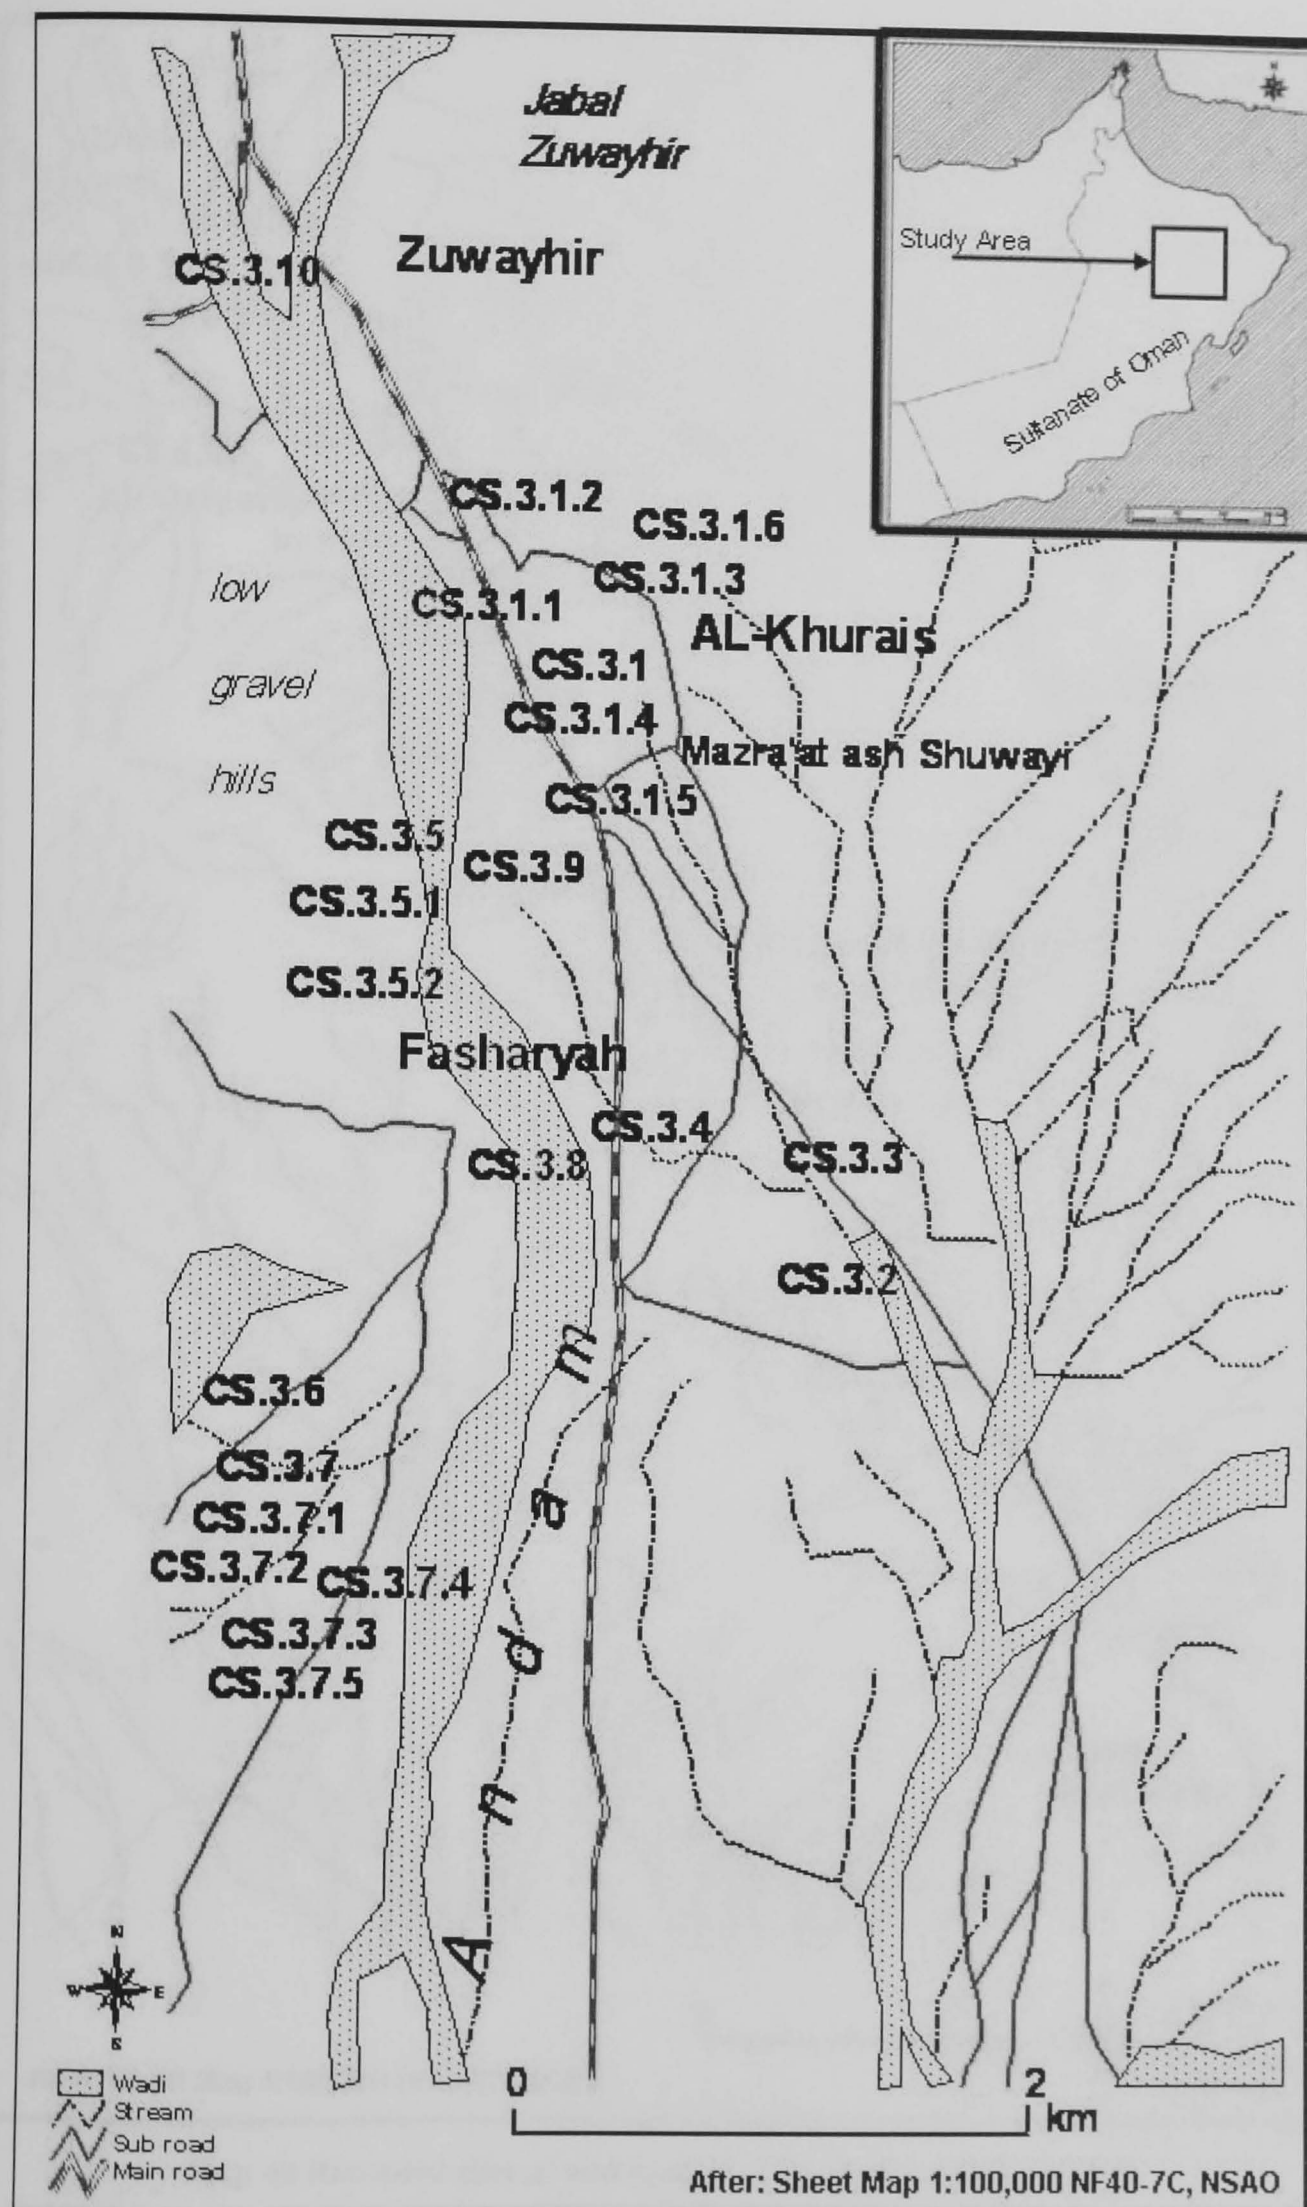 Jabal
Zuwayhir
Study Area
Sultanate of Oman
Zuwayhir
CS.3.10
CS.3.1.2
CS.3.1.6
CS.3.1.3
low
CS.3.1.1
AL-Khurais
gravel
CS.3.1
CS.3.1.4
Mazra'at ash Shuwayi
hills
CS.3.1.5
CS.3.5
CS.3.9
CS.3.5.1
CS.3.5.2
Fasharyah
CS.3.4
CS.3.8
CS.3.3
CS.3.2
CS.3.6
CS.3.7
CS.3.7.1
CS.3.7.2
CS.3.7.4
CS.3.7.3
CS.3.7.5
A n d a m
N
W E
S
Wadi
Stream
Sub road
Main road
0 2
km
After: Sheet Map 1:100,000 NF40-7C, NSAO